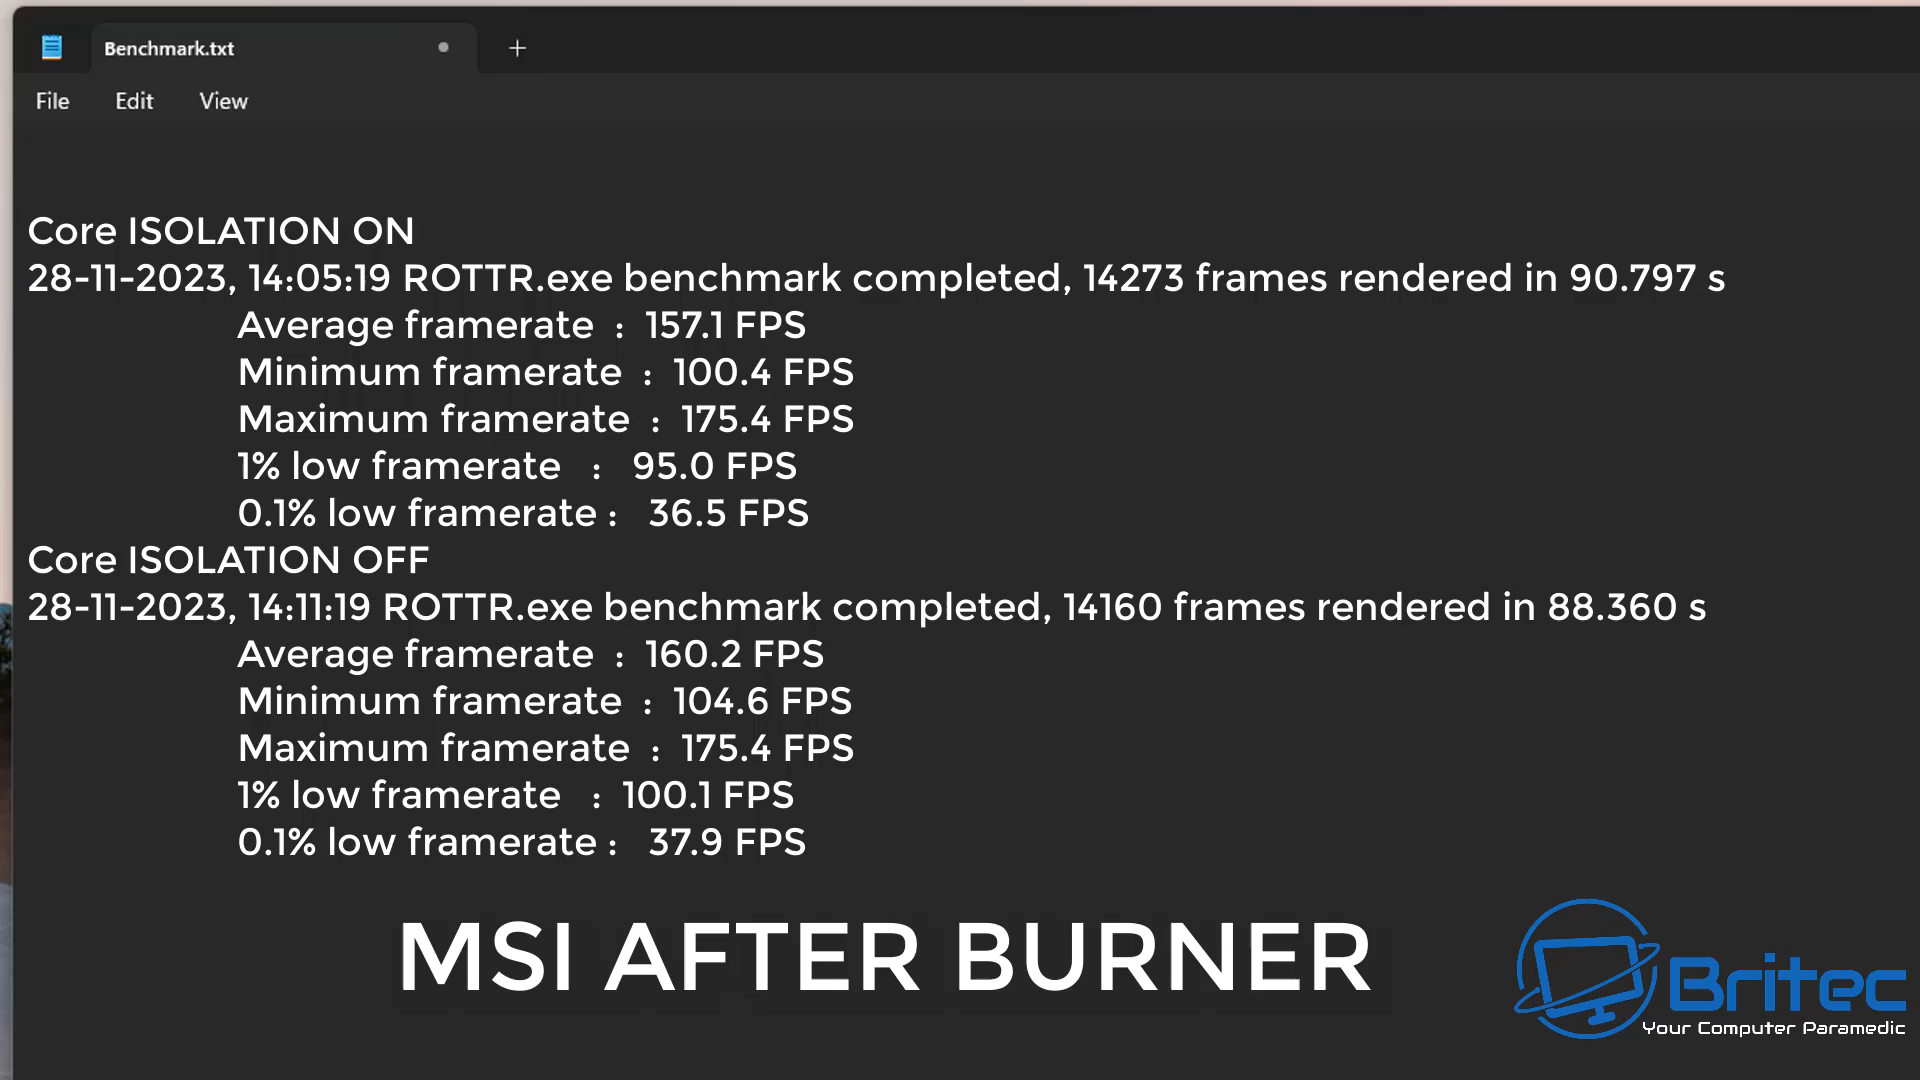 Benchmark.txt
File Edit View
Core ISOLATION ON
28-11-2023, 14:05:19 ROTTR.exe benchmark completed, 14273 frames rendered in 90.797 s
Average framerate : 157.1 FPS
Minimum framerate : 100.4 FPS
Maximum framerate : 175.4 FPS
1% low framerate : 95.0 FPS
0.1% low framerate : 36.5 FPS
Core ISOLATION OFF
28-11-2023, 14:11:19 ROTTR.exe benchmark completed, 14160 frames rendered in 88.360 s
Average framerate : 160.2 FPS
Minimum framerate : 104.6 FPS
Maximum framerate : 175.4 FPS
1% low framerate : 100.1 FPS
0.1% low framerate : 37.9 FPS
MSI AFTER BURNER
Britec
Your Computer Paramedic